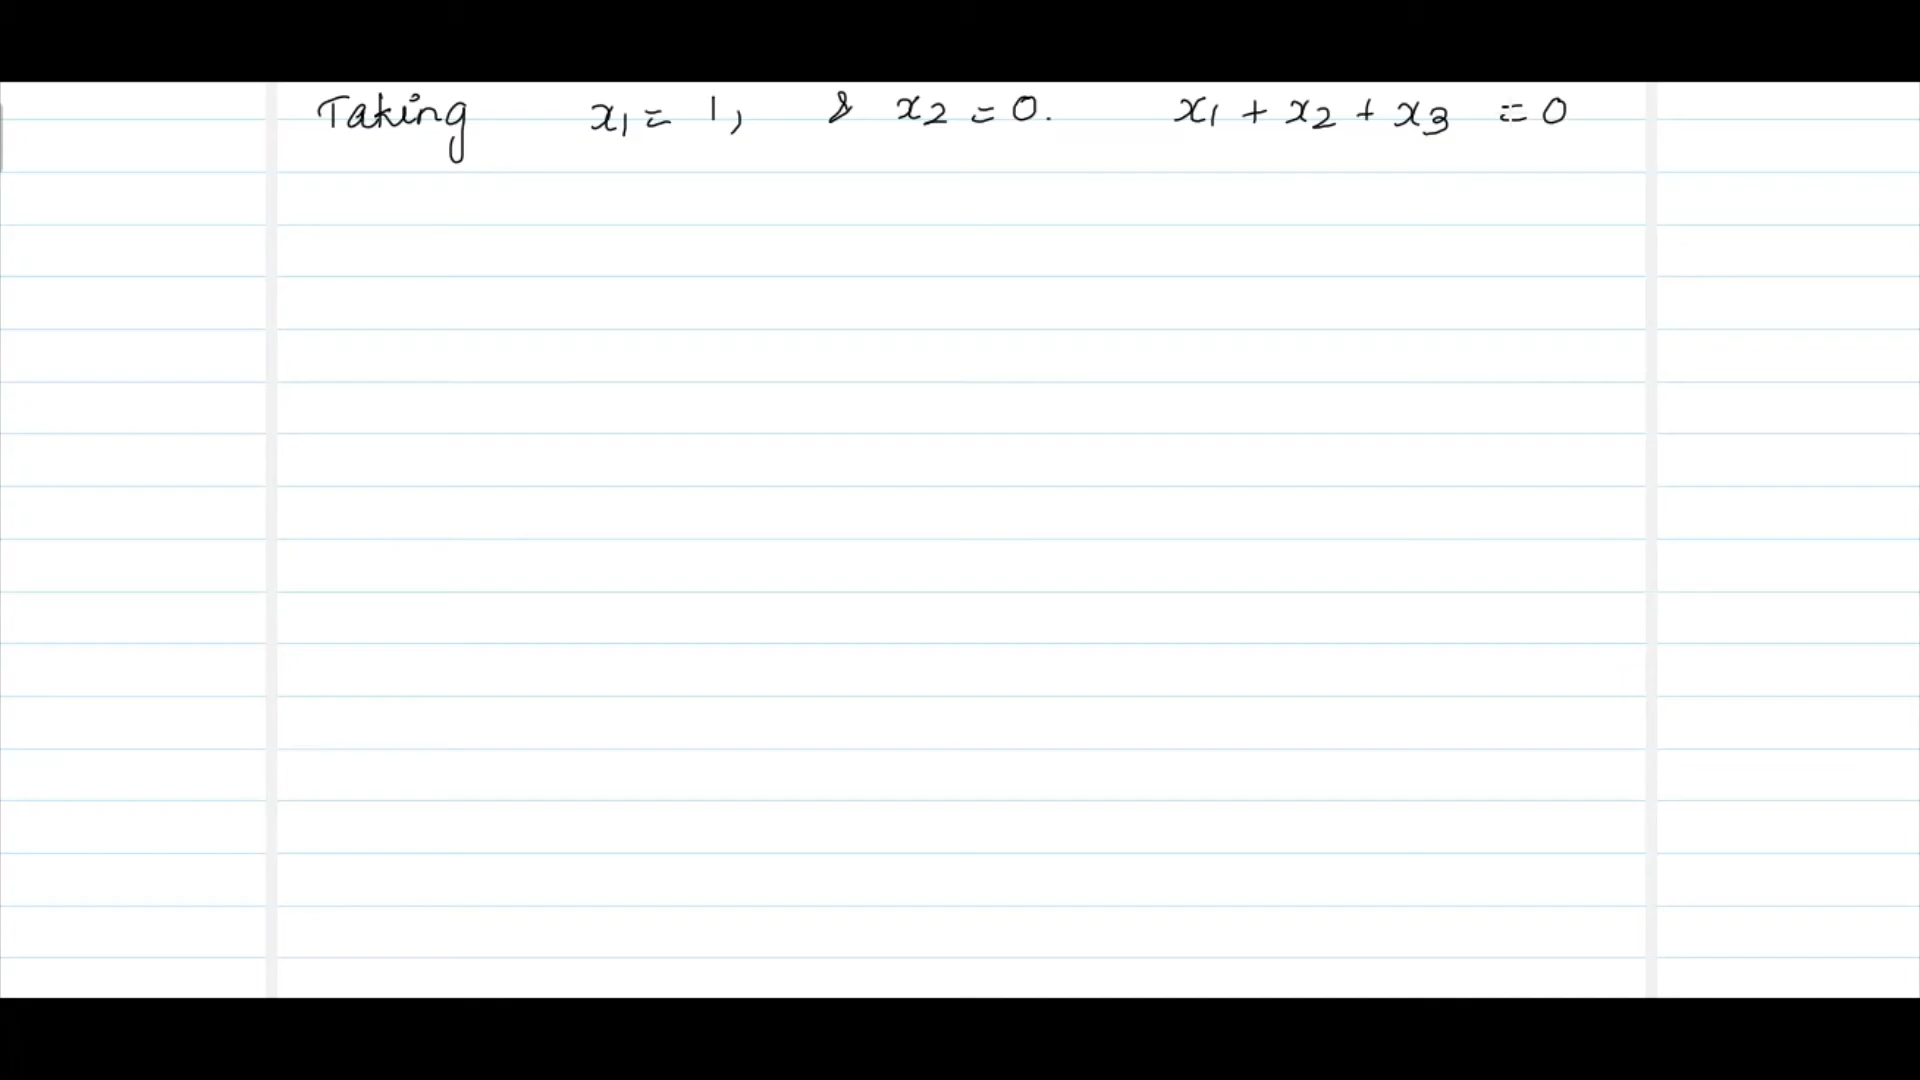 Taking x1 = 1, & x2 = 0. x1 + x2 + x3 = 0